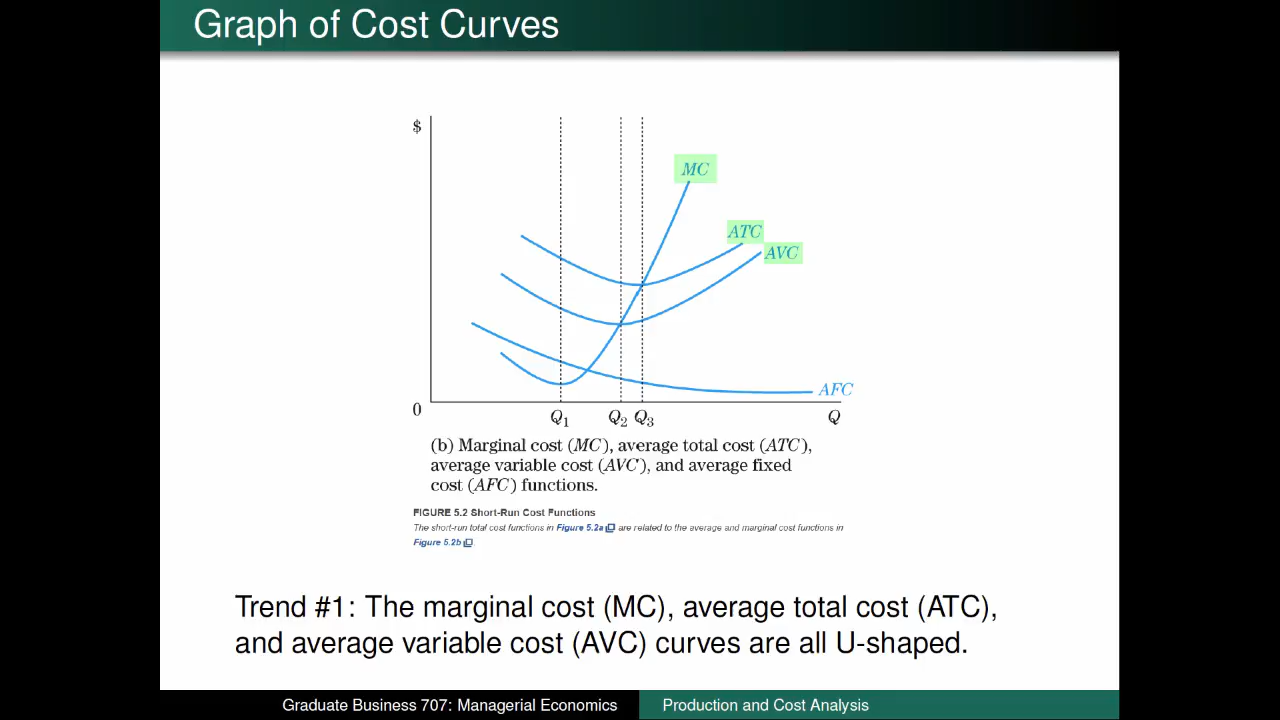 Graph of Cost Curves
$
MC
ATC
AVC
AFC
0
Q1
Q2
Q3
Q
(b) Marginal cost (MC), average total cost (ATC),
average variable cost (AVC), and average fixed
cost (AFC) functions.
FIGURE 5.2 Short-Run Cost Functions
The short-run total cost functions in Figure 5.2a are related to the average and marginal cost functions in
Figure 5.2b.
Trend #1: The marginal cost (MC), average total cost (ATC),
and average variable cost (AVC) curves are all U-shaped.
Graduate Business 707: Managerial Economics
Production and Cost Analysis